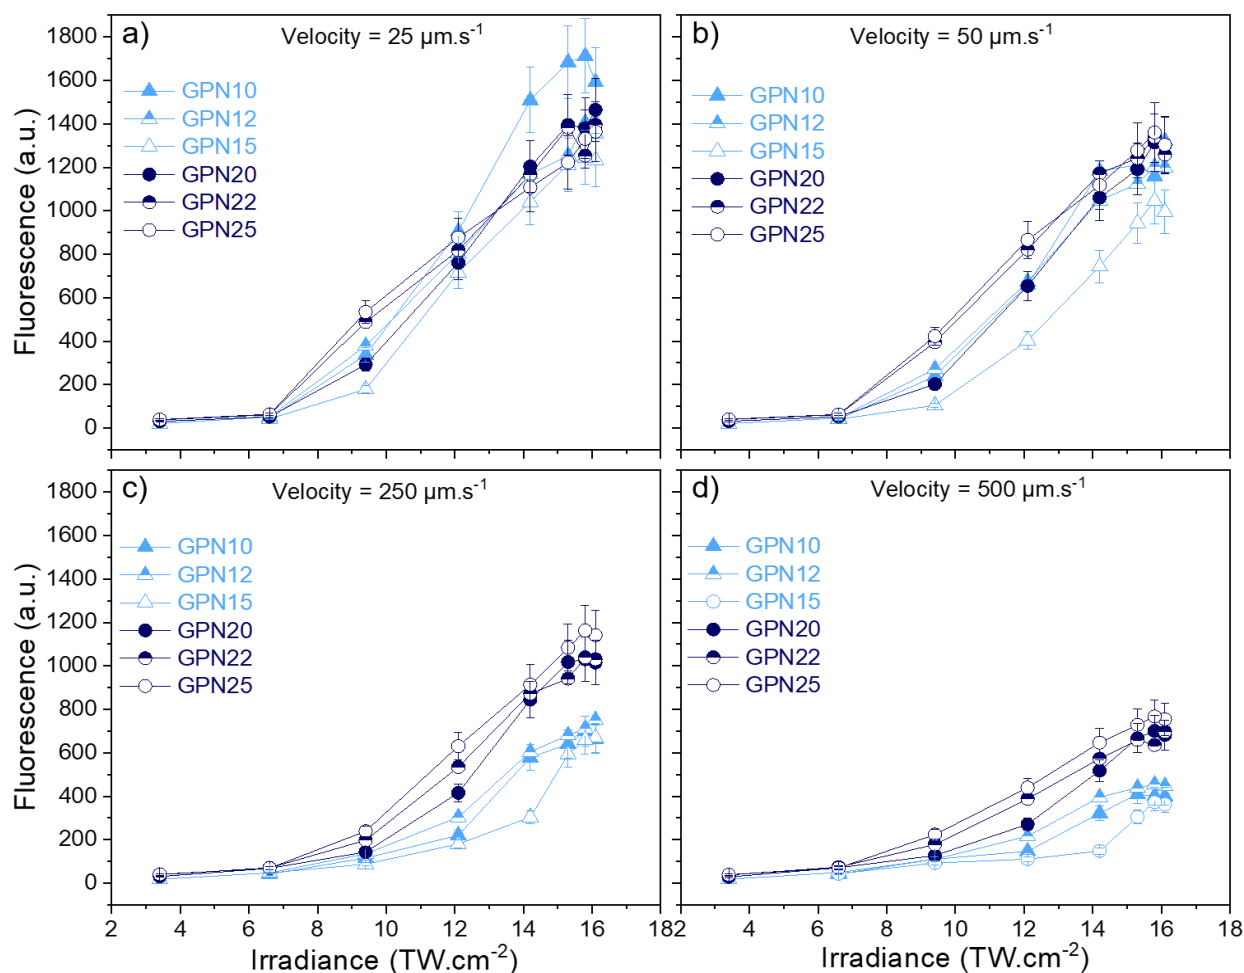 a)
Velocity = 25 µm.s⁻¹
GPN10
GPN12
GPN15
GPN20
GPN22
GPN25
1800
1600
1400
1200
1000
800
600
400
200
0
Fluorescence (a.u.)
b)
Velocity = 50 µm.s⁻¹
GPN10
GPN12
GPN15
GPN20
GPN22
GPN25
c)
Velocity = 250 µm.s⁻¹
GPN10
GPN12
GPN15
GPN20
GPN22
GPN25
1800
1600
1400
1200
1000
800
600
400
200
0
Fluorescence (a.u.)
2 4 6 8 10 12 14 16 18
Irradiance (TW.cm⁻²)
d)
Velocity = 500 µm.s⁻¹
GPN10
GPN12
GPN15
GPN20
GPN22
GPN25
2 4 6 8 10 12 14 16 18
Irradiance (TW.cm⁻²)